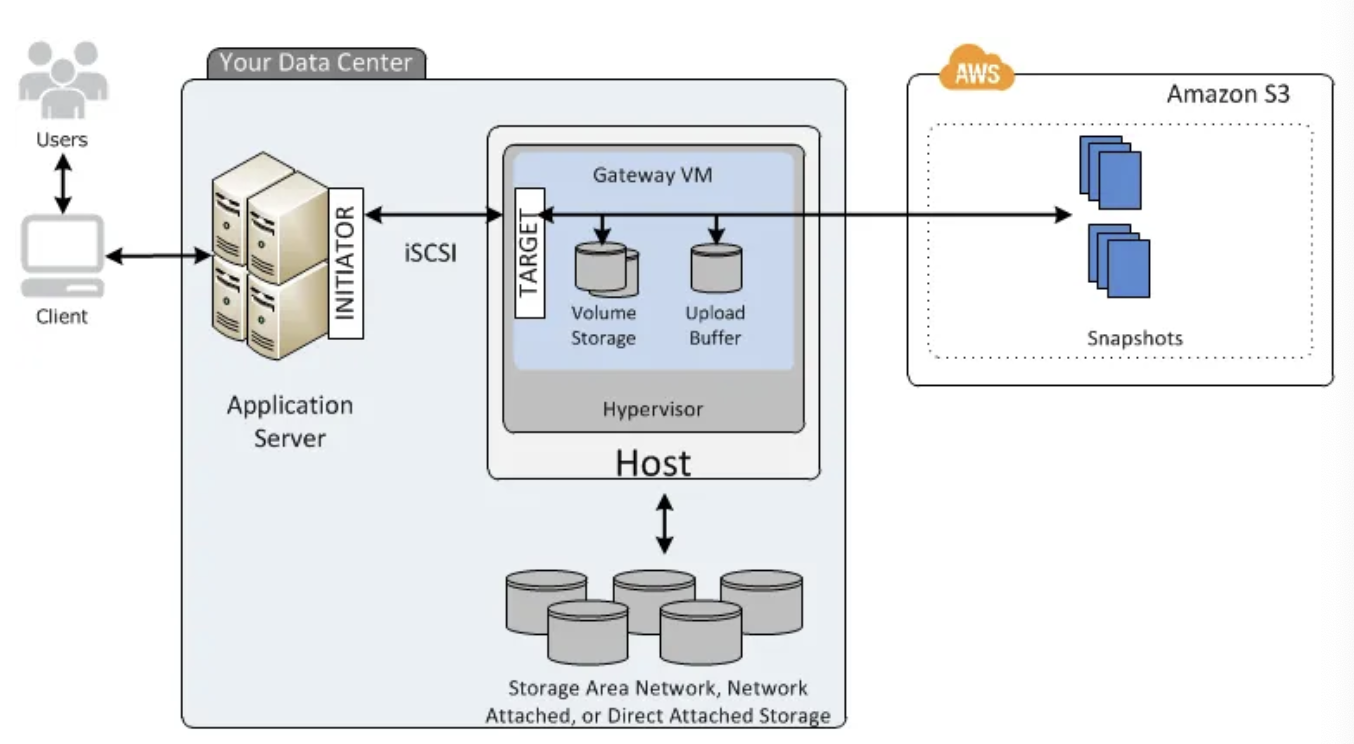 Your Data Center
AWS
Amazon S3
Users
Client
Application
Server
INITIATOR
iSCSI
TARGET
Gateway VM
Volume
Storage
Upload
Buffer
Hypervisor
Host
Snapshots
Storage Area Network, Network
Attached, or Direct Attached Storage